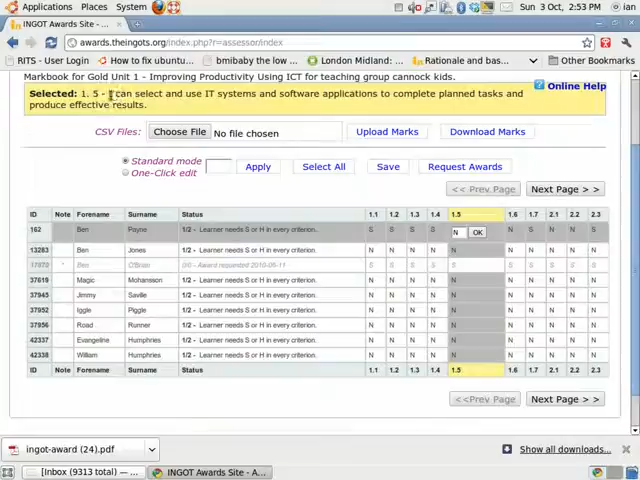 Applications Places System Sun 3 Oct, 2:53 PM ian
INGOT Awards Site - A...
awards.theingots.org/index.php?r=assessor/index
RITS - User Login How to fix ubuntu... bmibaby the low... London Midland: ... Rationale and bas... Other Bookmarks
Markbook for Gold Unit 1 - Improving Productivity Using ICT for teaching group cannock kids.
Online Help
Selected: 1. 5 - I can select and use IT systems and software applications to complete planned tasks and
produce effective results.
CSV Files: Choose File No file chosen Upload Marks Download Marks
Standard mode Apply Select All Save Request Awards
One-Click edit
<< Prev Page Next Page > >
ID Note Forename Surname Status 1.1 1.2 1.3 1.4 1.5 1.6 1.7 2.1 2.2 2.3
162 Ben Payne 1/2 - Learner needs S or H in every criterion. S S S S N OK N S N N S
13283 Ben Jones 1/2 - Learner needs S or H in every criterion. N N N N N N N N N N
17870 * Ben O'Brian 0/0 - Award requested 2010-06-11 S S S S S S S S S S
37619 Magic Mohansson 1/2 - Learner needs S or H in every criterion. N N N N N N N N N N
37945 Jimmy Saville 1/2 - Learner needs S or H in every criterion. N N N N N N N N N N
37952 Iggle Piggle 1/2 - Learner needs S or H in every criterion. N N N N N N N N N N
37956 Road Runner 1/2 - Learner needs S or H in every criterion. N N N N N N N N N N
42337 Evangeline Humphries 1/2 - Learner needs S or H in every criterion. N N N N N N N N N N
42338 William Humphries 1/2 - Learner needs S or H in every criterion. N N N N N N N N N N
ID Note Forename Surname Status 1.1 1.2 1.3 1.4 1.5 1.6 1.7 2.1 2.2 2.3
<<Prev Page Next Page > >
ingot-award (24).pdf Show all downloads...
[Inbox (9313 total) — ... INGOT Awards Site - A...